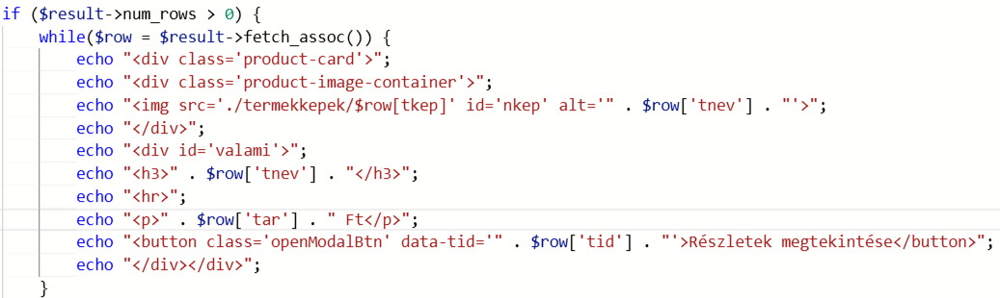 if ($result->num_rows > 0) {
    while($row = $result->fetch_assoc()) {
        echo "<div class='product-card'>";
        echo "<div class='product-image-container'>";
        echo "<img src='./termekkepek/$row[tkep]' id='nkep' alt='" . $row['tnev'] . "'>";
        echo "</div>";
        echo "<div id='valami'>";
        echo "<h3>" . $row['tnev'] . "</h3>";
        echo "<hr>";
        echo "<p>" . $row['tar'] . " Ft</p>";
        echo "<button class='openModalBtn' data-tid='" . $row['tid'] . "'>Részletek megtekintése</button>";
        echo "</div></div>";
    }